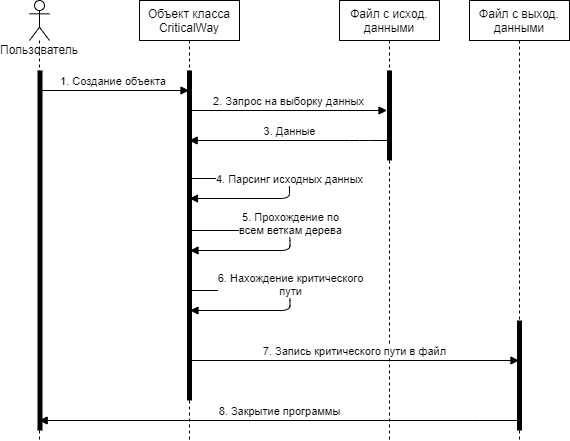 Объект класса
CriticalWay
Файл с исход.
данными
Файл с выход.
данными
Пользователь
1. Создание объекта
2. Запрос на выборку данных
3. Данные
4. Парсинг исходных данных
5. Прохождение по
всем веткам дерева
6. Нахождение критического
пути
7. Запись критического пути в файл
8. Закрытие программы